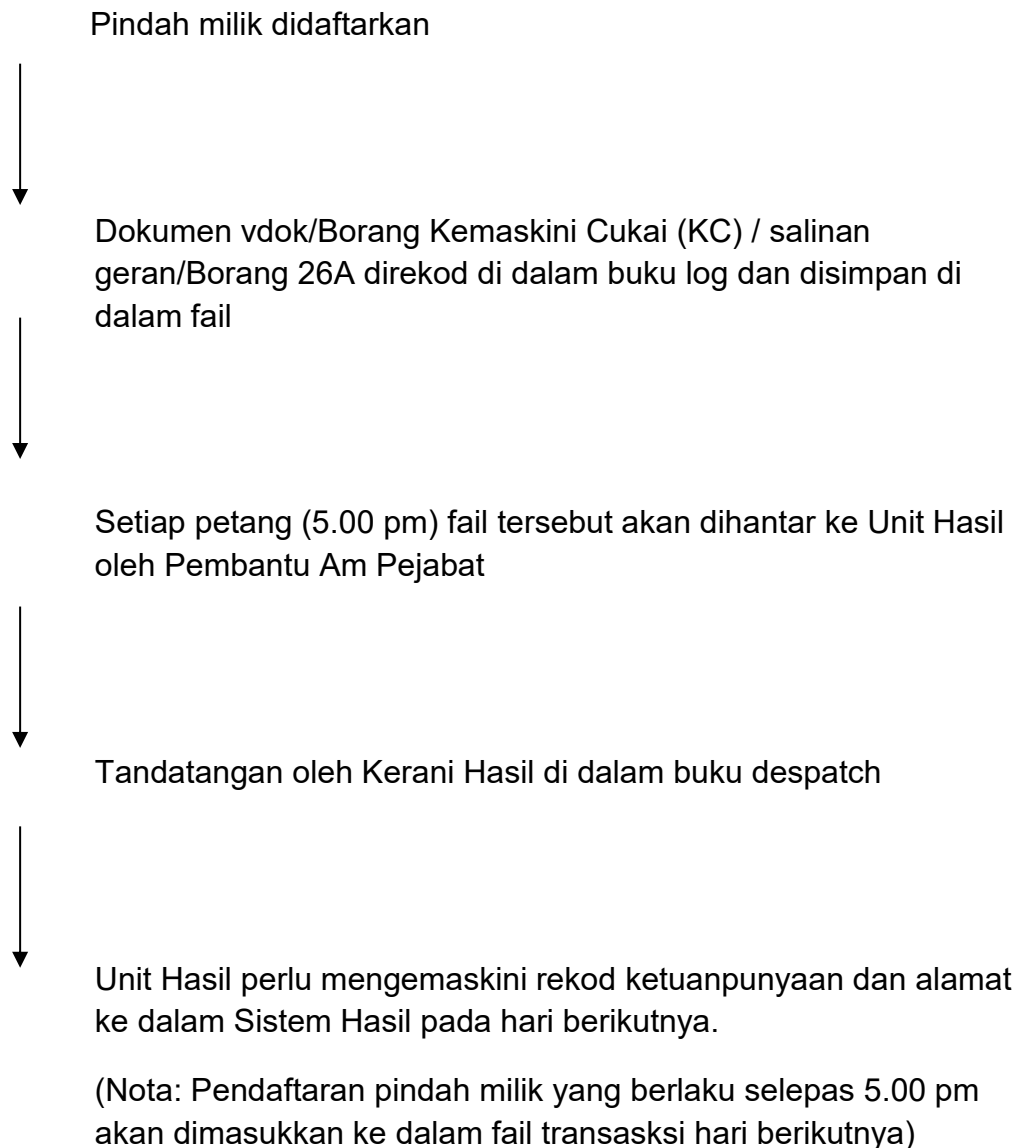 Pindah milik didaftarkan
Dokumen vdok/Borang Kemaskini Cukai (KC) / salinan
geran/Borang 26A direkod di dalam buku log dan disimpan di
dalam fail
Setiap petang (5.00 pm) fail tersebut akan dihantar ke Unit Hasil
oleh Pembantu Am Pejabat
Tandatangan oleh Kerani Hasil di dalam buku despatch
Unit Hasil perlu mengemaskini rekod ketuanpunyaan dan alamat
ke dalam Sistem Hasil pada hari berikutnya.
(Nota: Pendaftaran pindah milik yang berlaku selepas 5.00 pm
akan dimasukkan ke dalam fail transasksi hari berikutnya)